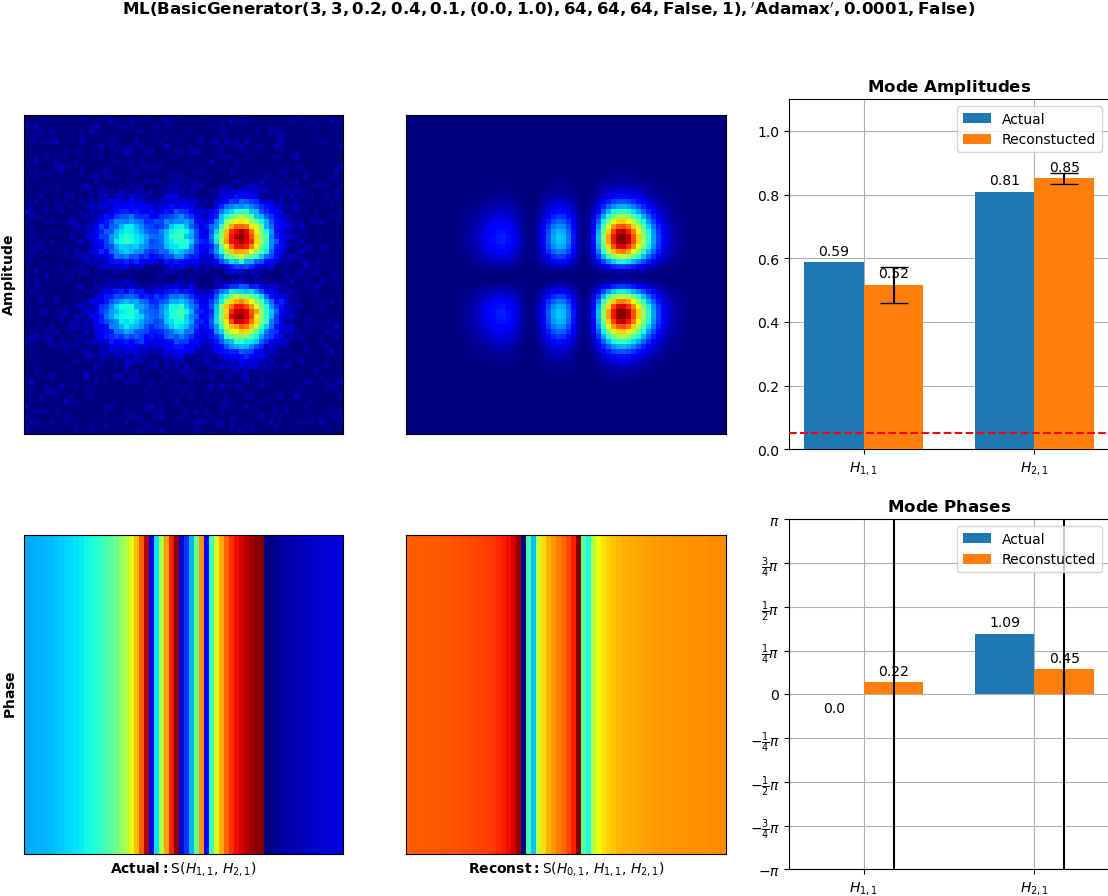 ML(BasicGenerator(3, 3, 0.2, 0.4, 0.1, (0.0, 1.0), 64, 64, 64, False, 1), 'Adamax', 0.0001, False)
Amplitude
Mode Amplitudes
Actual
Reconstucted
1.0
0.8
0.6
0.4
0.2
0.0
0.59
0.52
0.81
0.85
H1, 1
H2, 1
Phase
Actual: S(H1, 1, H2, 1)
Reconst: S(H0, 1, H1, 1, H2, 1)
Mode Phases
Actual
Reconstucted
π
3/4π
1/2π
1/4π
0
−1/4π
−1/2π
−3/4π
−π
0.0
0.22
1.09
0.45
H1, 1
H2, 1